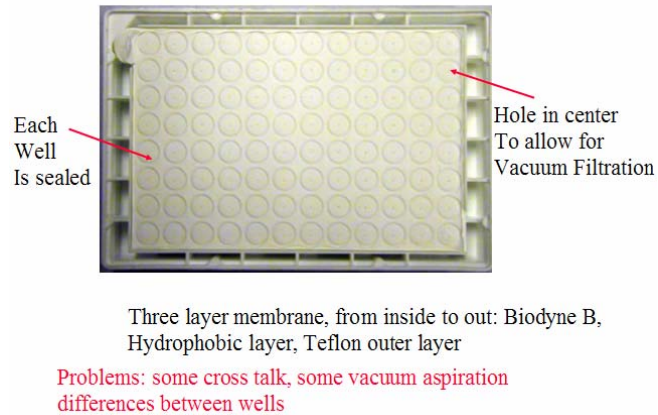 Each
Well
Is sealed
Hole in center
To allow for
Vacuum Filtration
Three layer membrane, from inside to out: Biodyne B,
Hydrophobic layer, Teflon outer layer
Problems: some cross talk, some vacuum aspiration
differences between wells